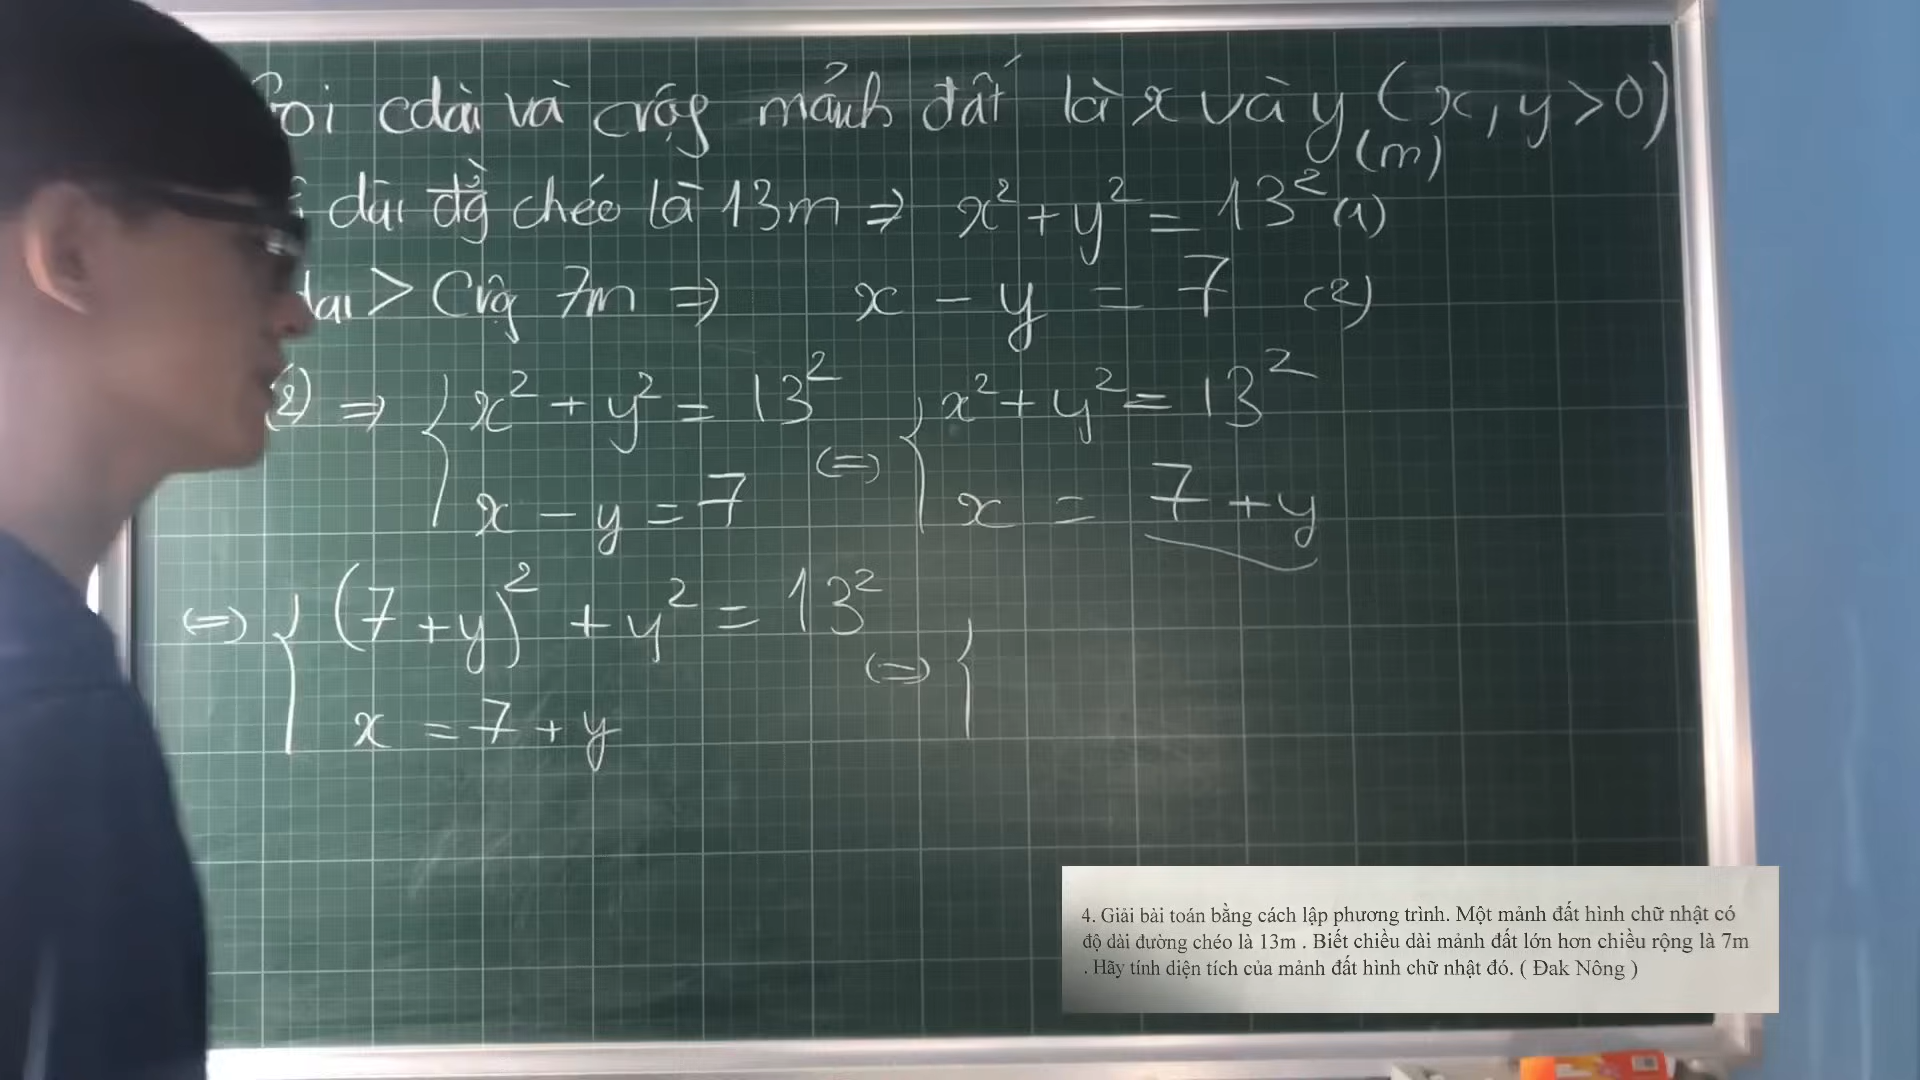 cdài và crộg mảnh đất là x và y (x, y > 0)
(m)
dài đg chéo là 13m ⇒ x² + y² = 13² (1)
> Crộg 7m ⇒ x - y = 7 (2)
(2) ⇒ { x² + y² = 13² ⇔ { x² + y² = 13²
x - y = 7 x = 7 + y
⇔ { (7 + y)² + y² = 13² ⇔ {
x = 7 + y
4. Giải bài toán bằng cách lập phương trình. Một mảnh đất hình chữ nhật có
độ dài đường chéo là 13m . Biết chiều dài mảnh đất lớn hơn chiều rộng là 7m
. Hãy tính diện tích của mảnh đất hình chữ nhật đó. ( Đak Nông )